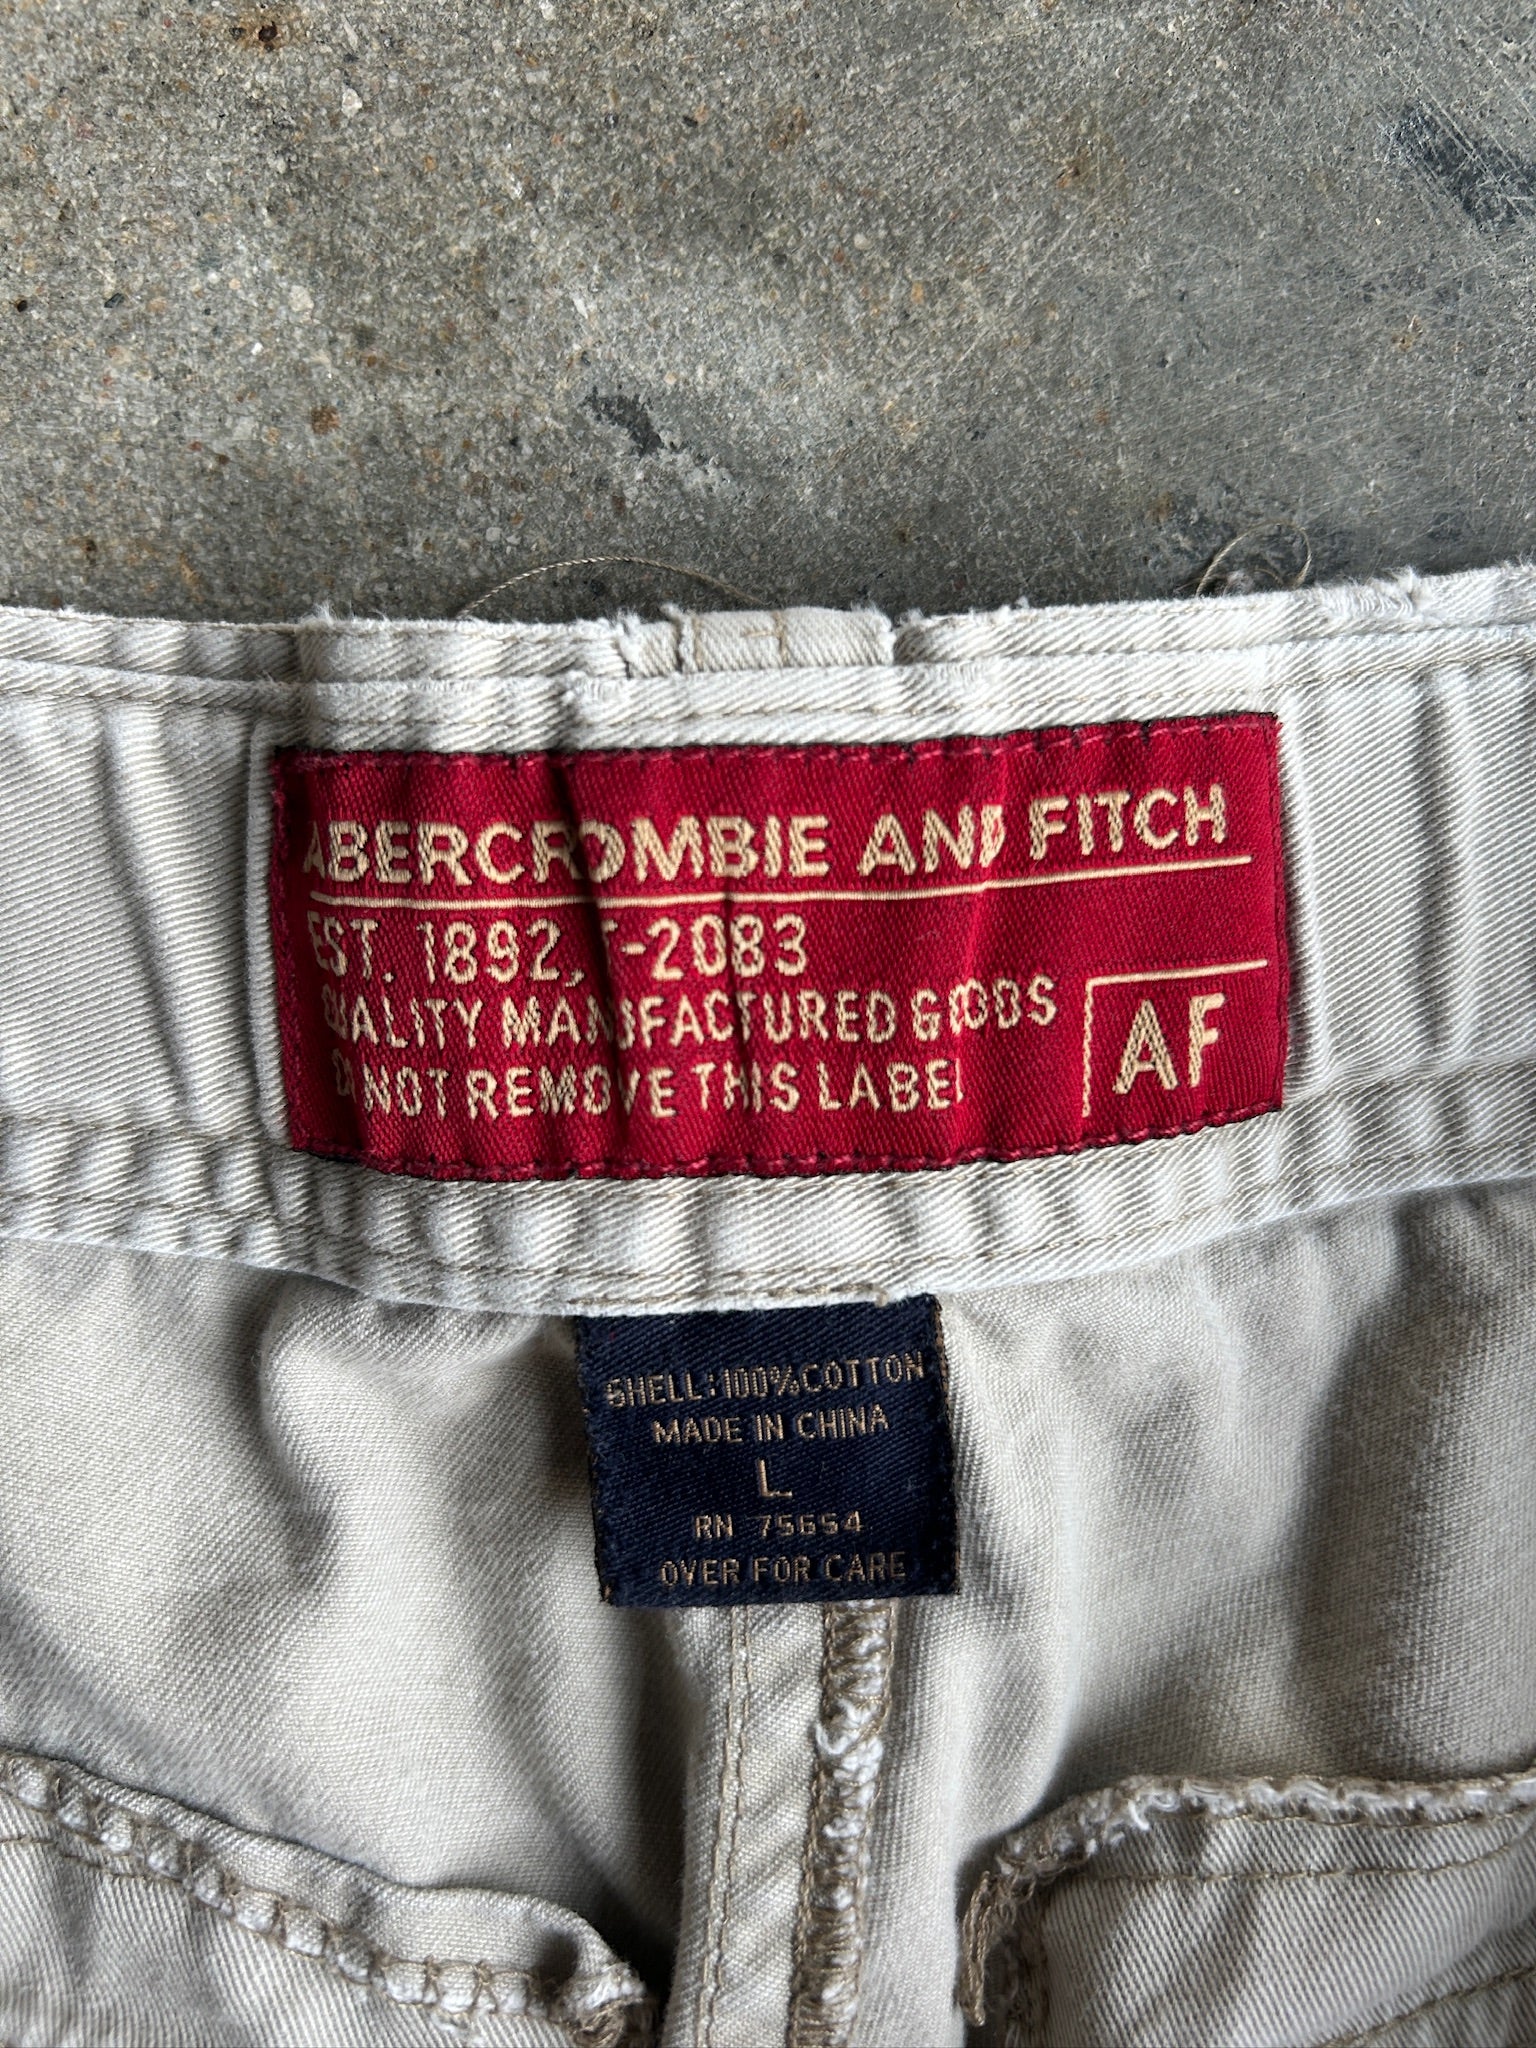 ABERCROMBIE AND FITCH
EST. 1892, T-2083
QUALITY MANUFACTURED GOODS
DO NOT REMOVE THIS LABEL
AF
SHELL: 100% COTTON
MADE IN CHINA
L
RN 75654
OVER FOR CARE